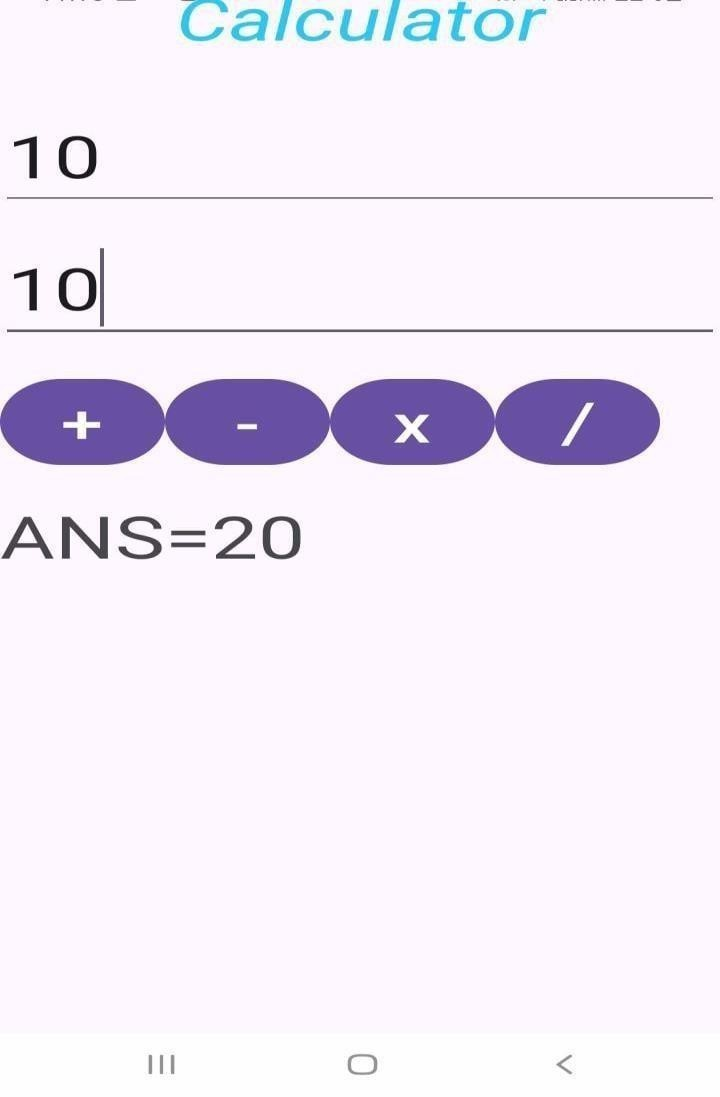 Calculator
10
10
+ - x /
ANS=20